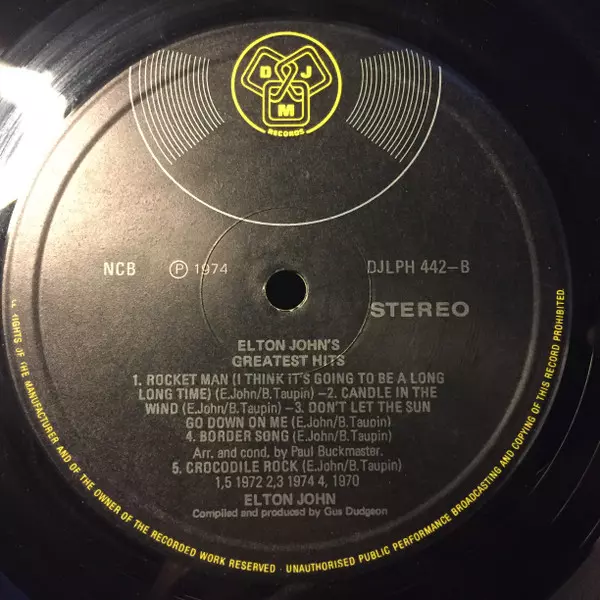 D J M
RECORDS
NCB
Ⓟ 1974
DJLPH 442-B
STEREO
ELTON JOHN'S
GREATEST HITS
1. ROCKET MAN (I THINK IT'S GOING TO BE A LONG
LONG TIME) (E.John/B.Taupin) -2. CANDLE IN THE
WIND (E.John/B.Taupin) -3. DON'T LET THE SUN
GO DOWN ON ME (E.John/B.Taupin)
4. BORDER SONG (E.John/B.Taupin)
Arr. and cond. by Paul Buckmaster.
5. CROCODILE ROCK (E.John/B.Taupin)
1,5 1972 2,3 1974 4, 1970
ELTON JOHN
Compiled and produced by Gus Dudgeon
RIGHTS OF THE MANUFACTURER AND OF THE OWNER OF THE RECORDED WORK RESERVED · UNAUTHORISED PUBLIC PERFORMANCE BROADCASTING AND COPYING OF THIS RECORD PROHIBITED